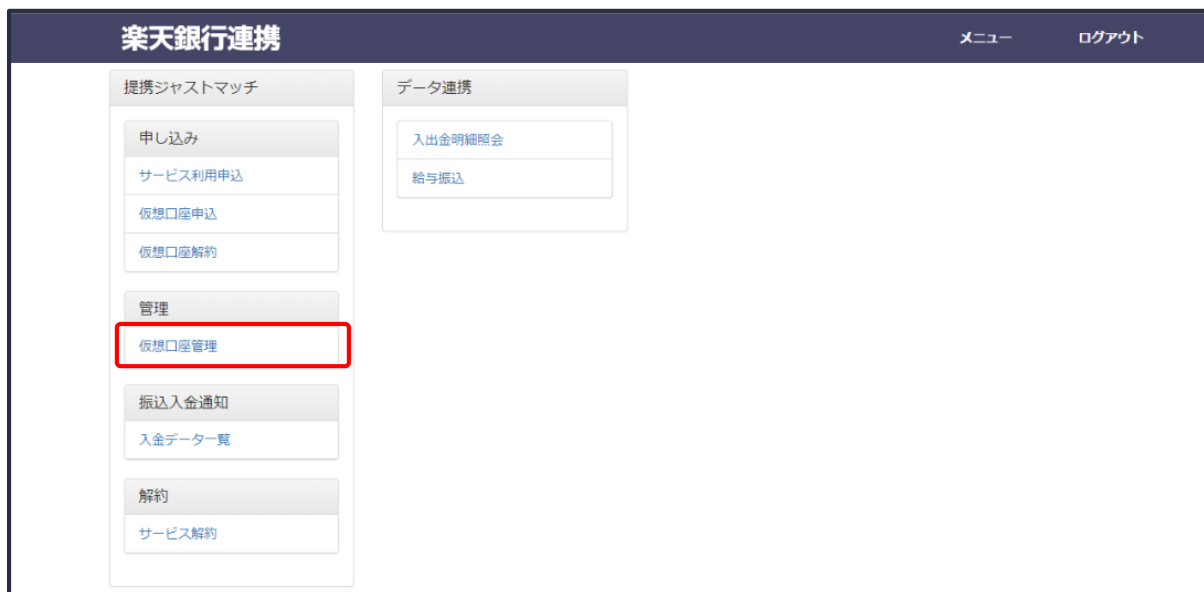 楽天銀行連携
メニュー
ログアウト
提携ジャストマッチ
申し込み
サービス利用申込
仮想口座申込
仮想口座解約
管理
仮想口座管理
振込入金通知
入金データ一覧
解約
サービス解約
データ連携
入出金明細照会
給与振込